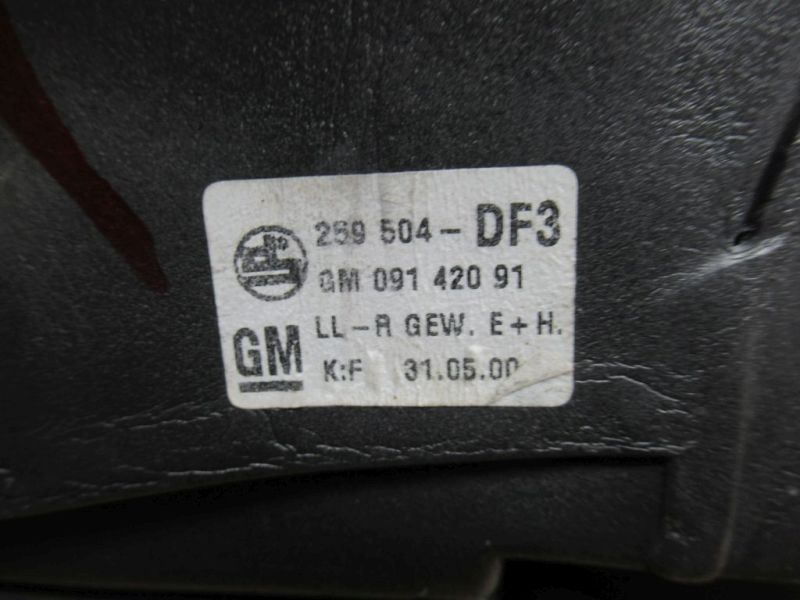 259 504 - DF3
GM 091 420 91
GM
LL-R GEW. E+H.
K:F 31.05.00